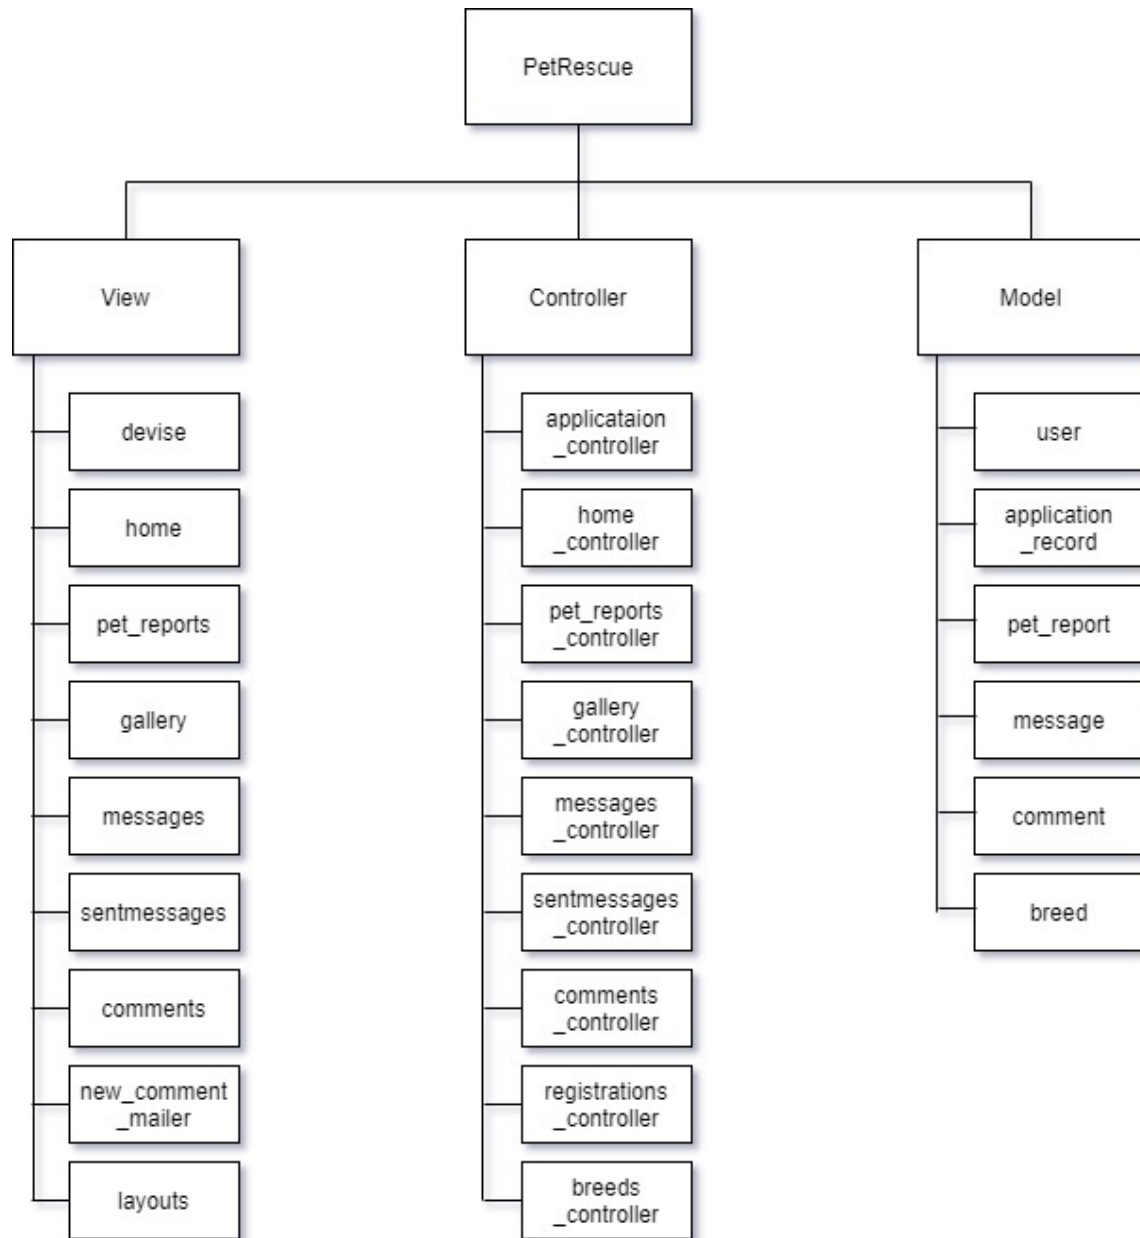 PetRescue
View
devise
home
pet_reports
gallery
messages
sentmessages
comments
new_comment
_mailer
layouts
Controller
applicataion
_controller
home
_controller
pet_reports
_controller
gallery
_controller
messages
_controller
sentmessages
_controller
comments
_controller
registrations
_controller
breeds
_controller
Model
user
application
_record
pet_report
message
comment
breed